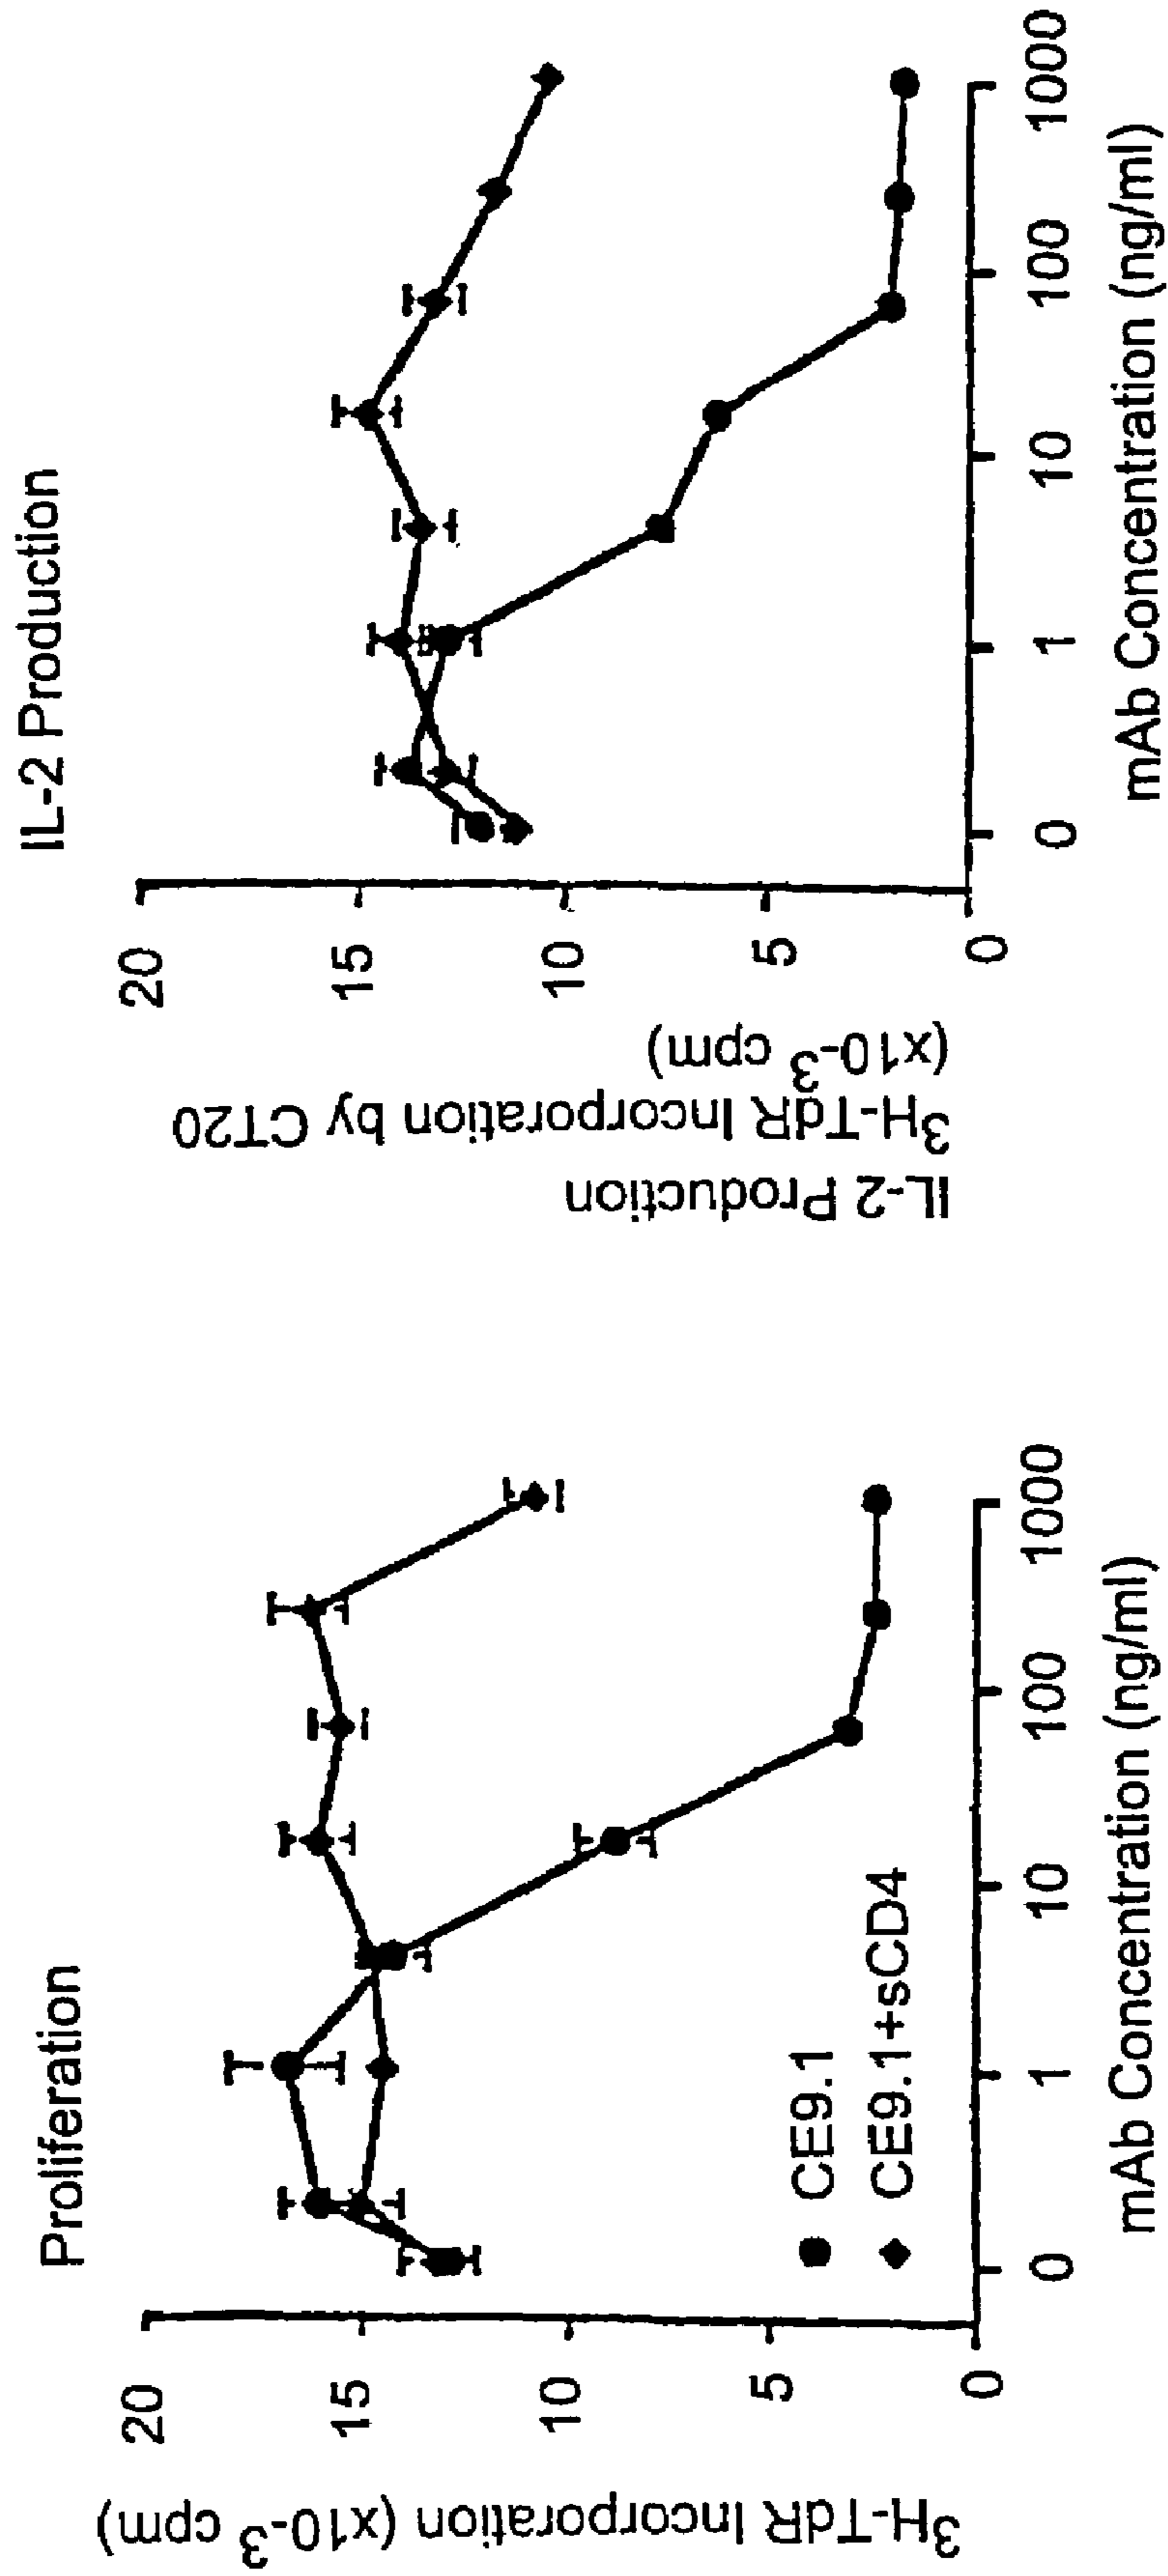 Proliferation
3H-TdR Incorporation (x10-3 cpm)
20
15
10
5
0
CE9.1
CE9.1+sCD4
0
1
10
100
1000
mAb Concentration (ng/ml)
IL-2 Production
IL-2 Production
3H-TdR Incorporation by CT20
(x10-3 cpm)
20
15
10
5
0
0
1
10
100
1000
mAb Concentration (ng/ml)